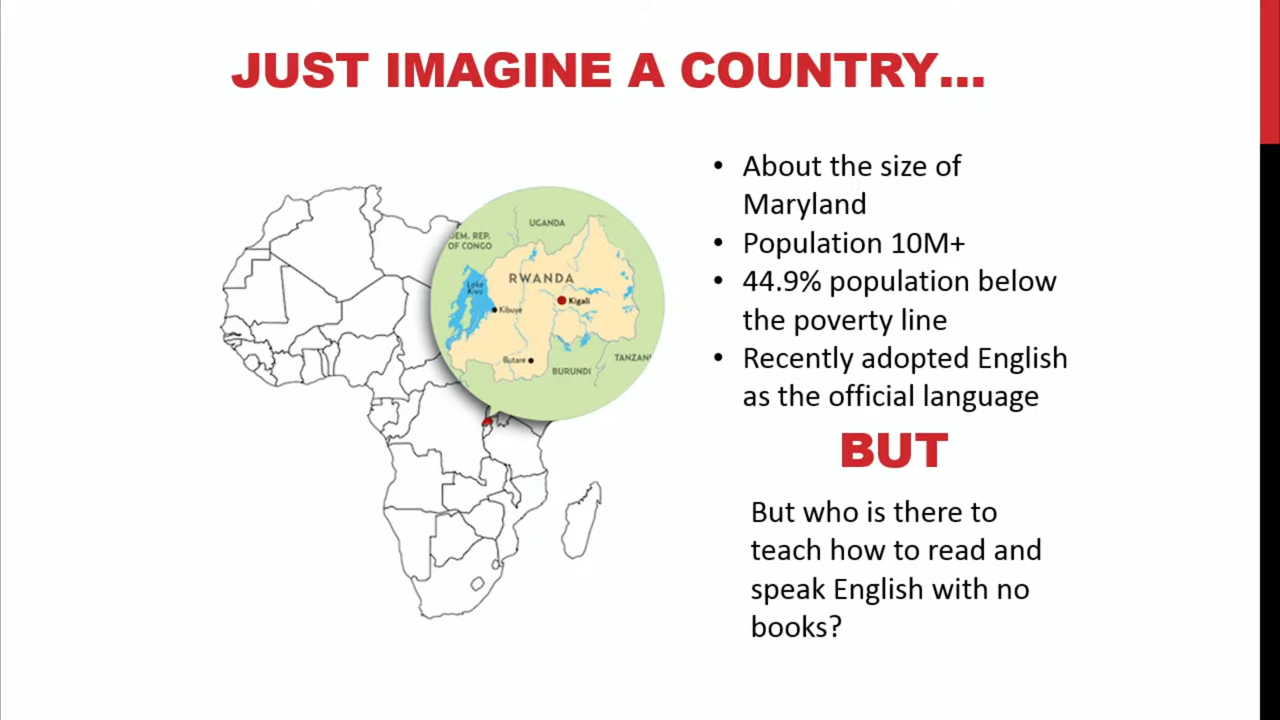 JUST IMAGINE A COUNTRY...
UGANDA
DEM. REP.
OF CONGO
RWANDA
Lake
Kivu
Kigali
Kibuye
Butare
BURUNDI
TANZAN
• About the size of
Maryland
• Population 10M+
• 44.9% population below
the poverty line
• Recently adopted English
as the official language
BUT
But who is there to
teach how to read and
speak English with no
books?